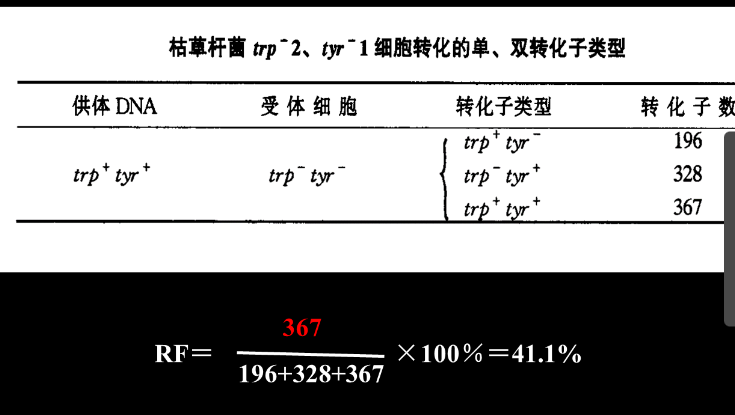 枯草杆菌 trp⁻2、tyr⁻1 细胞转化的单、双转化子类型
供体 DNA 受体细胞 转化子类型 转化子数
trp⁺ tyr⁻ 196
trp⁺ tyr⁺ trp⁻ tyr⁻ trp⁻ tyr⁺ 328
trp⁺ tyr⁺ 367
367
RF＝ ×100％＝41.1%
196+328+367